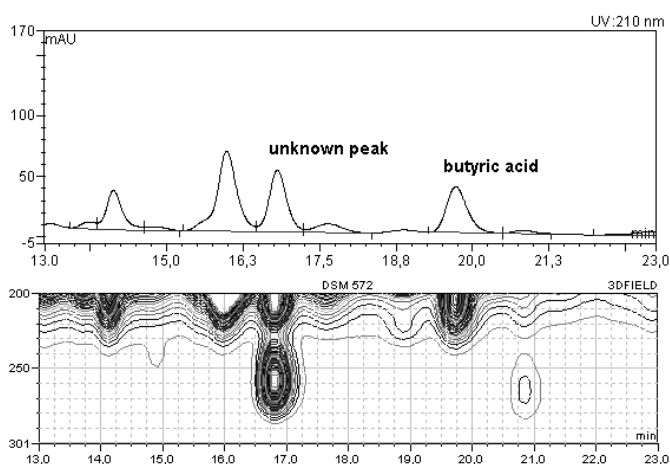 UV:210 nm
170
mAU
100
unknown peak
butyric acid
50
-5
min
13.0 15,0 16,3 17,5 18,8 20,0 21,3 23,0
200 DSM 572 3DFIELD
250
301
min
13,0 14,0 15,0 16,0 17,0 18,0 19,0 20,0 21,0 22,0 23,0